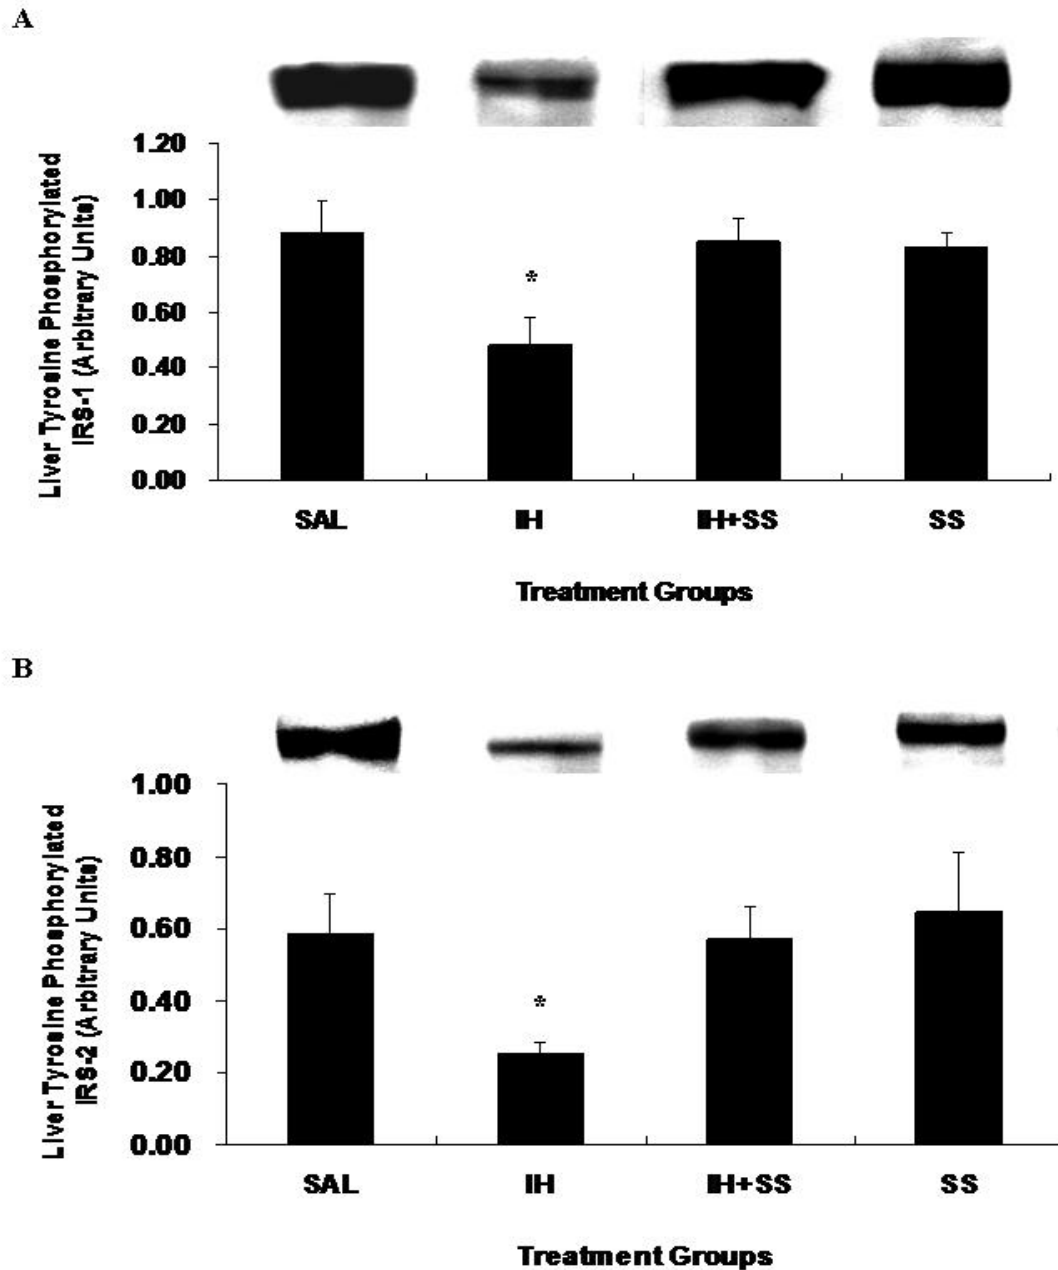 A
Liver Tyrosine Phosphorylated
IRS-1 (Arbitrary Units)
1.20
1.00
0.80
0.60
0.40
0.20
0.00
*
SAL IH IH+SS SS
Treatment Groups
B
Liver Tyrosine Phosphorylated
IRS-2 (Arbitrary Units)
1.00
0.80
0.60
0.40
0.20
0.00
*
SAL IH IH+SS SS
Treatment Groups